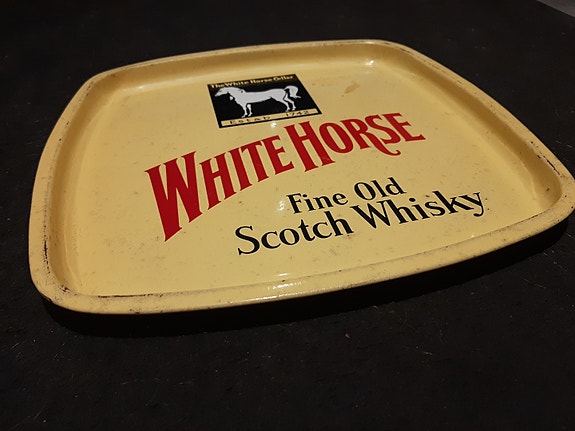 The White Horse Cellar
Estab. 1742
WHITE HORSE
Fine Old
Scotch Whisky